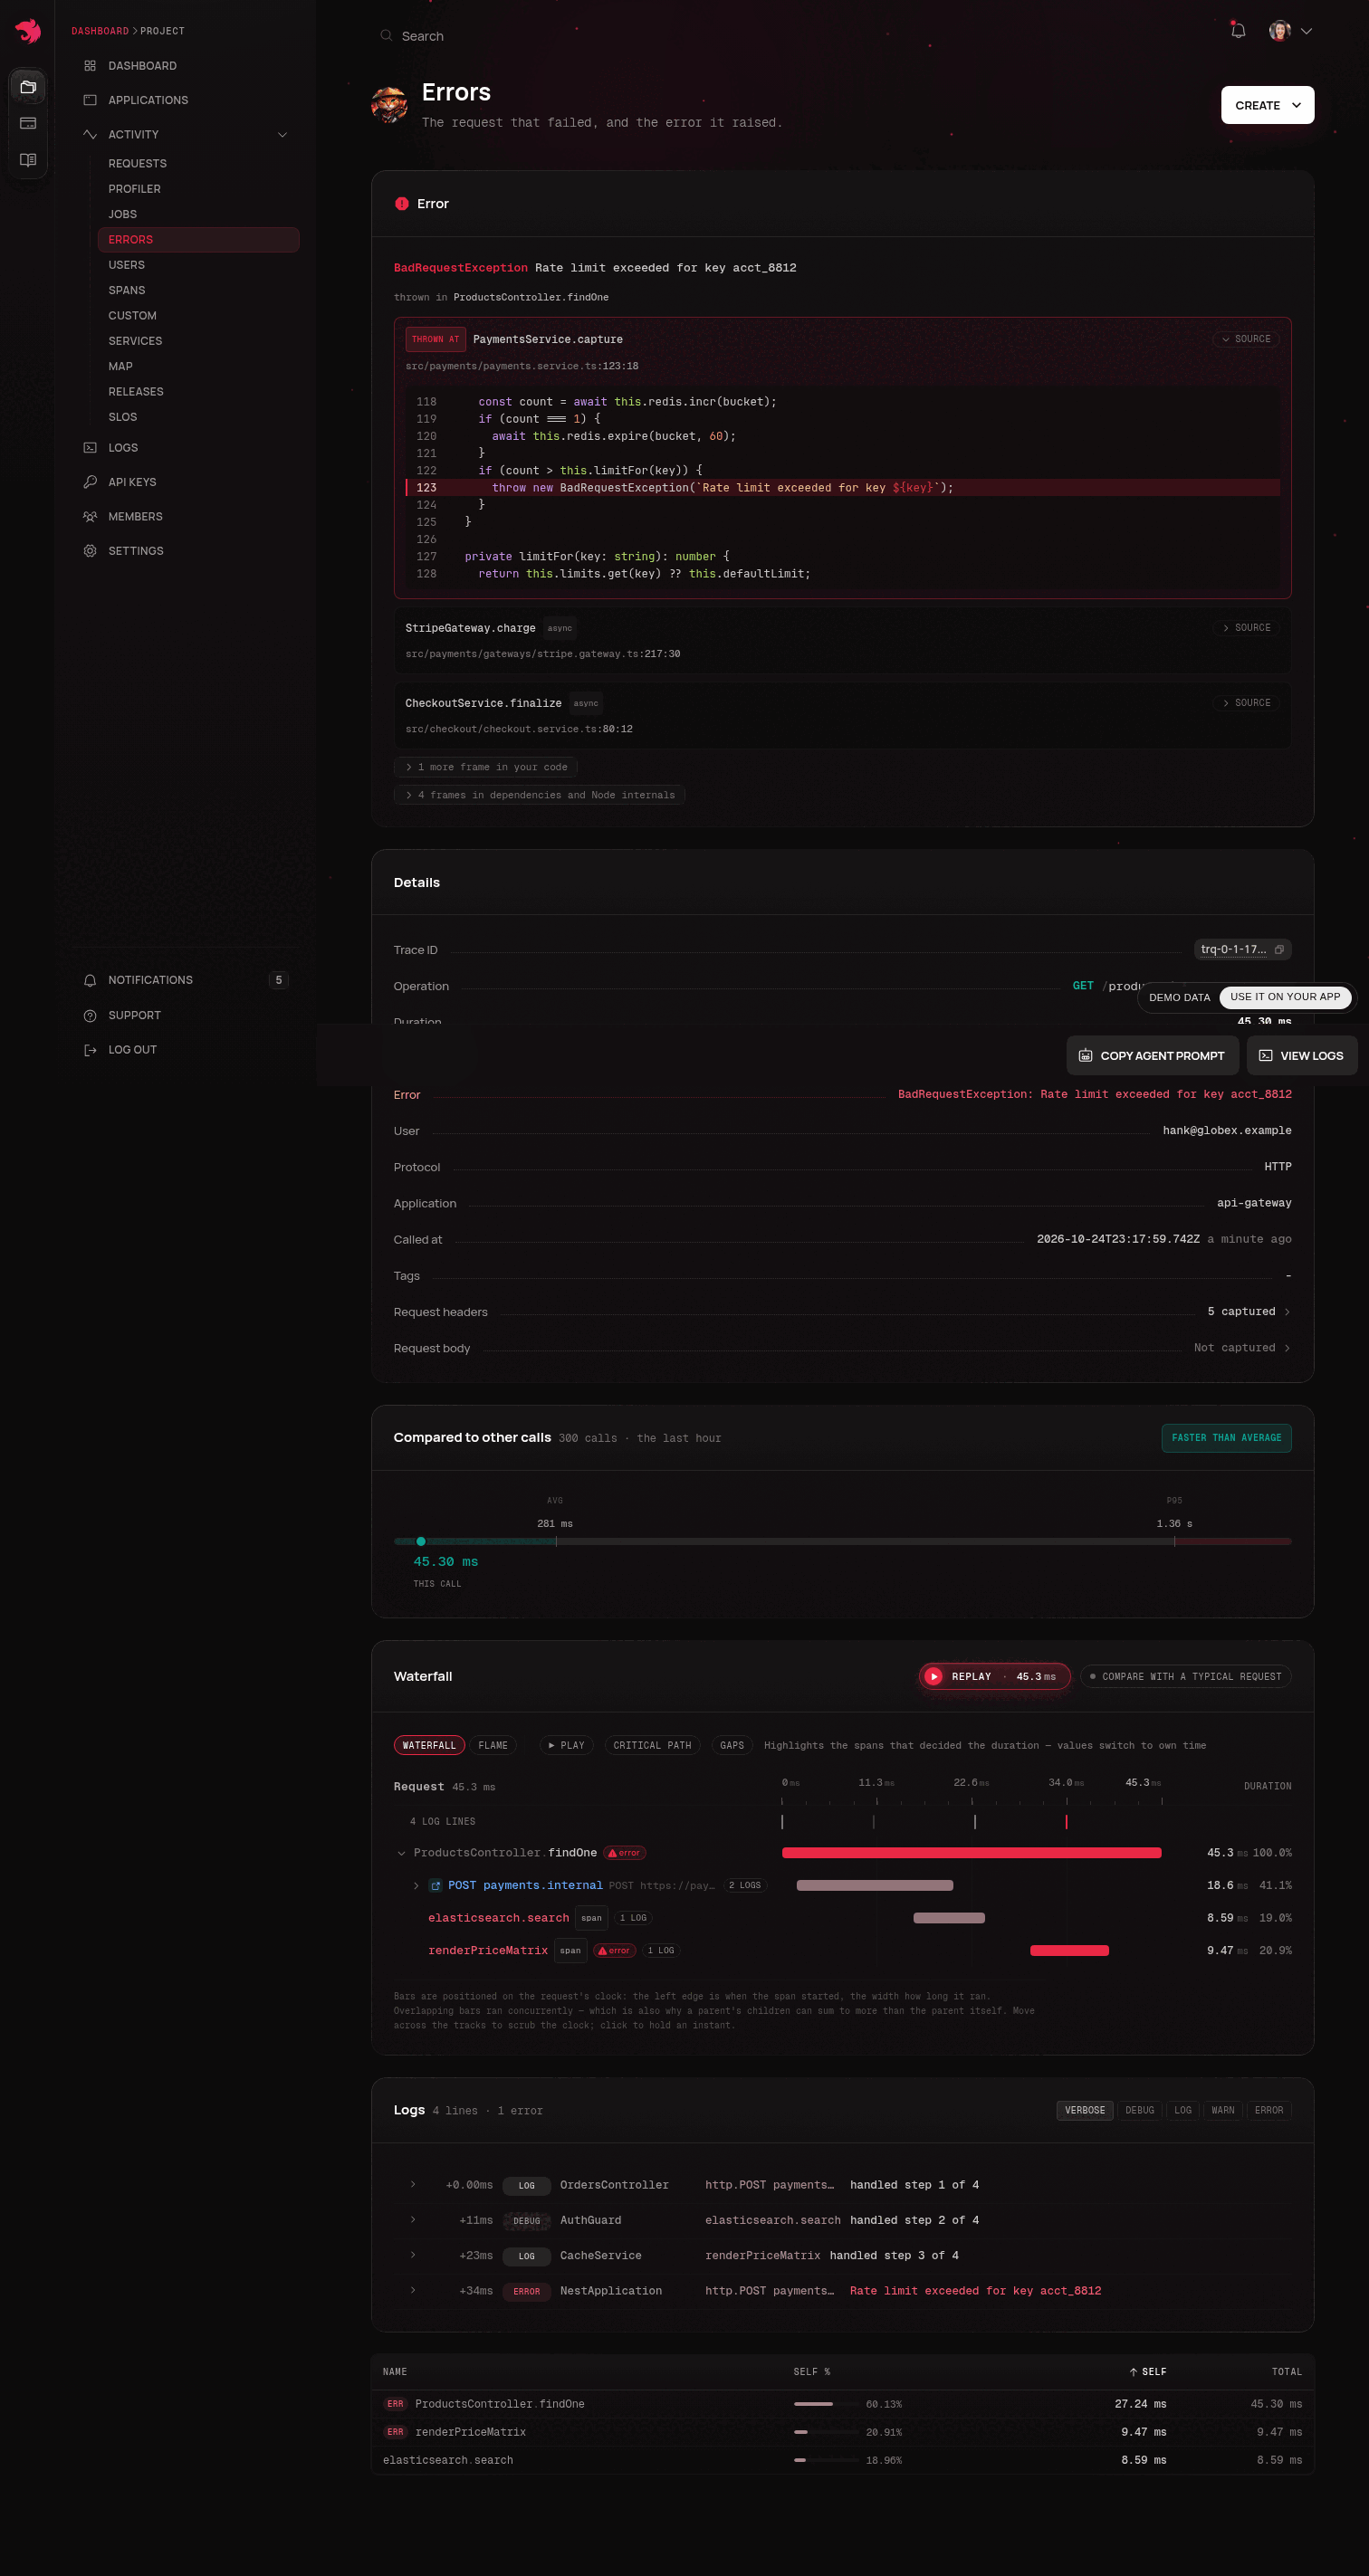 DASHBOARD > PROJECT
DASHBOARD
APPLICATIONS
ACTIVITY
REQUESTS
PROFILER
JOBS
ERRORS
USERS
SPANS
CUSTOM
SERVICES
MAP
RELEASES
SLOS
LOGS
API KEYS
MEMBERS
SETTINGS
NOTIFICATIONS 5
SUPPORT
LOG OUT
Search
Errors
The request that failed, and the error it raised.
CREATE
Error
BadRequestException Rate limit exceeded for key acct_8812
thrown in ProductsController.findOne
THROWN AT PaymentsService.capture SOURCE
src/payments/payments.service.ts:123:18
118 const count = await this.redis.incr(bucket);
119 if (count === 1) {
120 await this.redis.expire(bucket, 60);
121 }
122 if (count > this.limitFor(key)) {
123 throw new BadRequestException(`Rate limit exceeded for key ${key}`);
124 }
125 }
126
127 private limitFor(key: string): number {
128 return this.limits.get(key) ?? this.defaultLimit;
StripeGateway.charge async SOURCE
src/payments/gateways/stripe.gateway.ts:217:30
CheckoutService.finalize async SOURCE
src/checkout/checkout.service.ts:80:12
1 more frame in your code
4 frames in dependencies and Node internals
Details
Trace ID trq-0-1-17...
Operation GET /produ
DEMO DATA USE IT ON YOUR APP
Duration 45.30 ms
COPY AGENT PROMPT VIEW LOGS
Error BadRequestException: Rate limit exceeded for key acct_8812
User hank@globex.example
Protocol HTTP
Application api-gateway
Called at 2026-10-24T23:17:59.742Z a minute ago
Tags -
Request headers 5 captured
Request body Not captured
Compared to other calls 300 calls · the last hour FASTER THAN AVERAGE
AVG P95
281 ms 1.36 s
45.30 ms
THIS CALL
Waterfall REPLAY · 45.3 ms COMPARE WITH A TYPICAL REQUEST
WATERFALL FLAME PLAY CRITICAL PATH GAPS Highlights the spans that decided the duration — values switch to own time
Request 45.3 ms 0 ms 11.3 ms 22.6 ms 34.0 ms 45.3 ms DURATION
4 LOG LINES
ProductsController.findOne error 45.3 ms 100.0%
POST payments.internal POST https://pay… 2 LOGS 18.6 ms 41.1%
elasticsearch.search span 1 LOG 8.59 ms 19.0%
renderPriceMatrix span error 1 LOG 9.47 ms 20.9%
Bars are positioned on the request's clock: the left edge is when the span started, the width how long it ran.
Overlapping bars ran concurrently — which is also why a parent's children can sum to more than the parent itself. Move
across the tracks to scrub the clock; click to hold an instant.
Logs 4 lines · 1 error VERBOSE DEBUG LOG WARN ERROR
+0.00ms LOG OrdersController http.POST payments… handled step 1 of 4
+11ms DEBUG AuthGuard elasticsearch.search handled step 2 of 4
+23ms LOG CacheService renderPriceMatrix handled step 3 of 4
+34ms ERROR NestApplication http.POST payments… Rate limit exceeded for key acct_8812
NAME SELF % ↑ SELF TOTAL
ERR ProductsController.findOne 60.13% 27.24 ms 45.30 ms
ERR renderPriceMatrix 20.91% 9.47 ms 9.47 ms
elasticsearch.search 18.96% 8.59 ms 8.59 ms